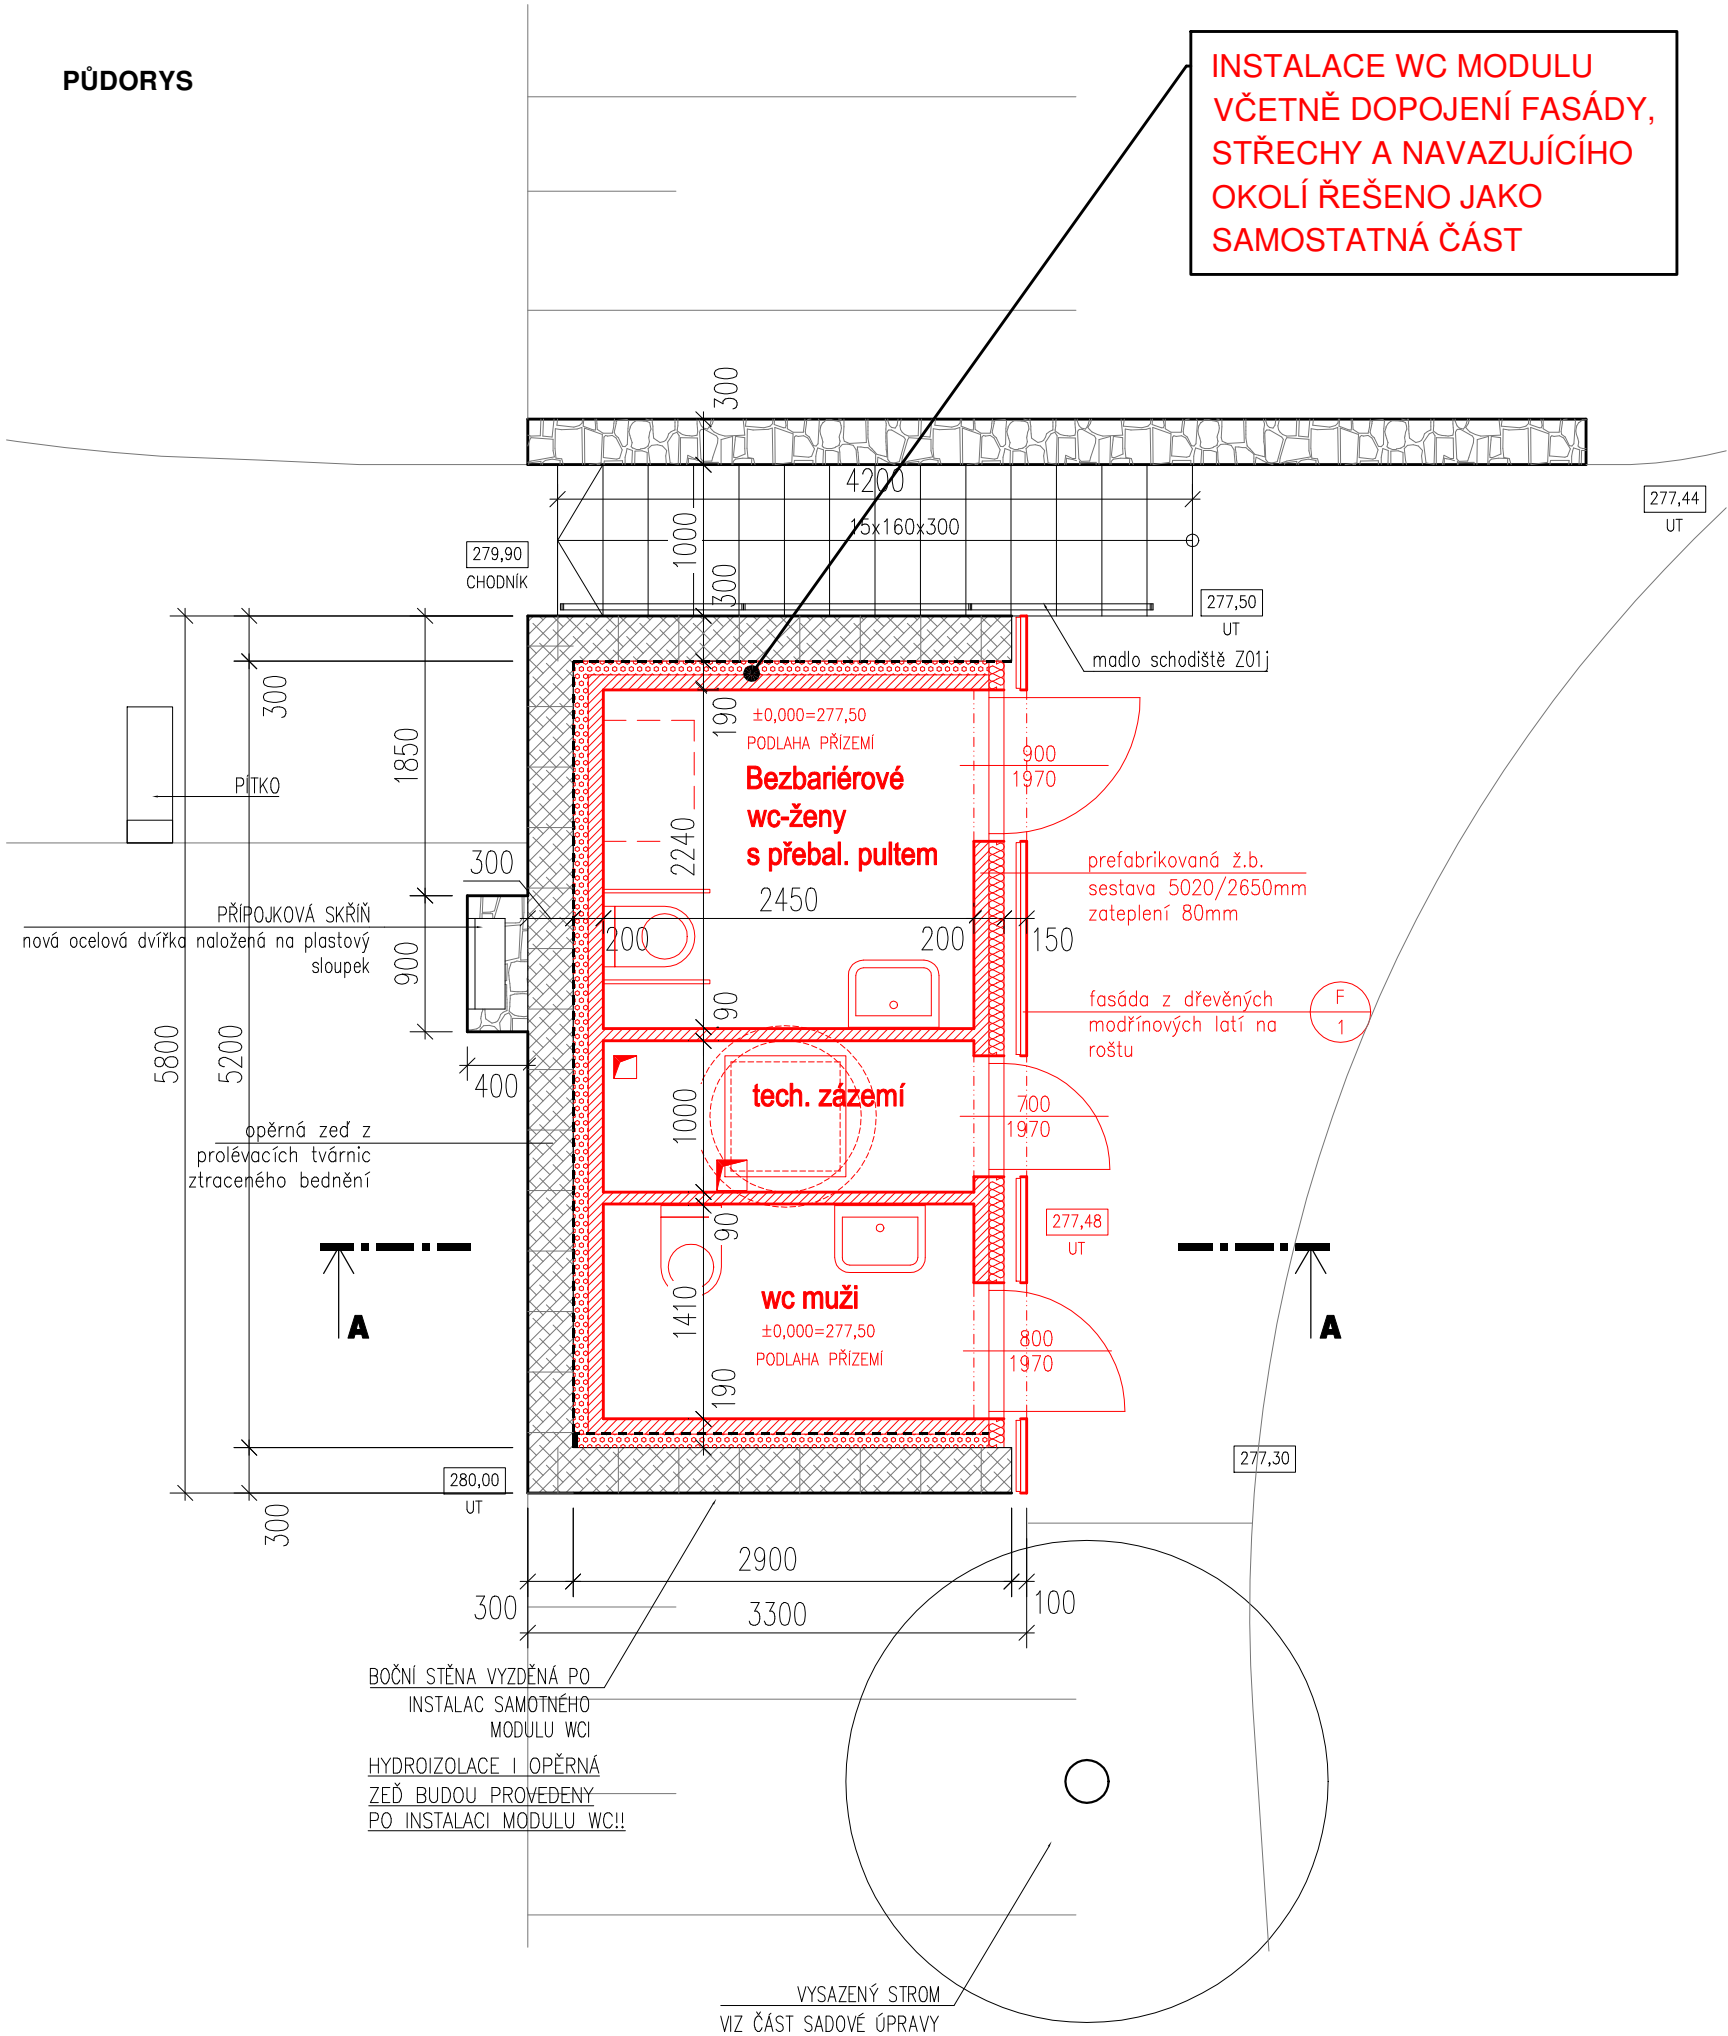 PŮDORYS
INSTALACE WC MODULU
VČETNĚ DOPOJENÍ FASÁDY,
STŘECHY A NAVAZUJÍCÍHO
OKOLÍ ŘEŠENO JAKO
SAMOSTATNÁ ČÁST
300
4200
15x160x300
1000
300
277,44
UT
279,90
CHODNÍK
277,50
UT
madlo schodiště Z01j
300
190
±0,000=277,50
PODLAHA PŘÍZEMÍ
Bezbariérové
wc-ženy
s přebal. pultem
900
1970
1850
PÍTKO
2240
300
2450
prefabrikovaná ž.b.
sestava 5020/2650mm
zateplení 80mm
PŘÍPOJKOVÁ SKŘÍŇ
nová ocelová dvířka naložená na plastový
sloupek
900
200
200
150
90
fasáda z dřevěných
modřínových latí na
roštu
F
1
5800
5200
400
tech. zázemí
1000
700
1970
opěrná zeď z
prolévacích tvárnic
ztraceného bednění
90
277,48
UT
A
A
wc muži
±0,000=277,50
PODLAHA PŘÍZEMÍ
1410
800
1970
190
277,30
280,00
UT
300
2900
300
3300
100
BOČNÍ STĚNA VYZDĚNÁ PO
INSTALAC SAMOTNÉHO
MODULU WCI
HYDROIZOLACE I OPĚRNÁ
ZEĎ BUDOU PROVEDENY
PO INSTALACI MODULU WC!!
VYSAZENÝ STROM
VIZ ČÁST SADOVÉ ÚPRAVY